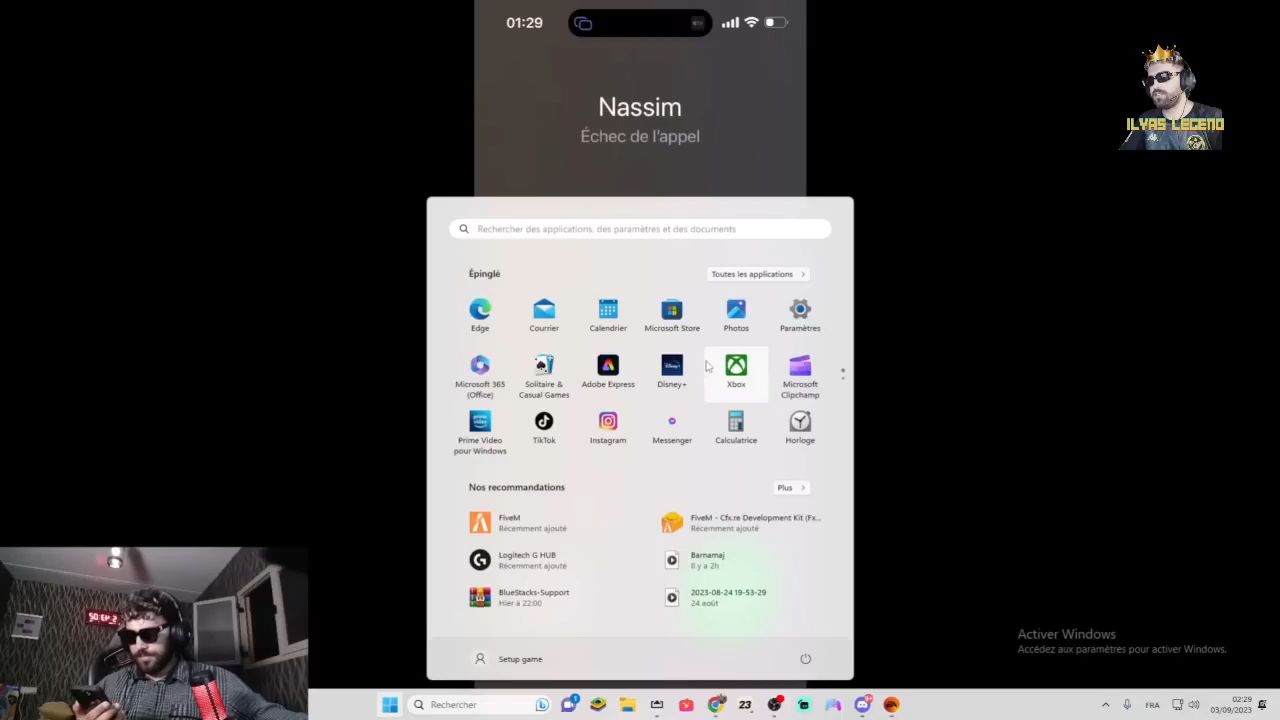 01:29
Nassim
Échec de l'appel
ILYAS LEGEND
Rechercher des applications, des paramètres et des documents
Épinglé
Toutes les applications
Edge
Courrier
Calendrier
Microsoft Store
Photos
Paramètres
Microsoft 365 (Office)
Solitaire & Casual Games
Adobe Express
Disney+
Xbox
Microsoft Clipchamp
Prime Video pour Windows
TikTok
Instagram
Messenger
Calculatrice
Horloge
Nos recommandations
Plus
FiveM
Récemment ajouté
FiveM - Cfx.re Development Kit (Fx...
Récemment ajouté
Logitech G HUB
Récemment ajouté
Barnamaj
Il y a 2h
BlueStacks-Support
Hier à 22:00
2023-08-24 19-53-29
24 août
Setup game
Activer Windows
Accédez aux paramètres pour activer Windows.
Rechercher
23
FRA
02:29
03/09/2023